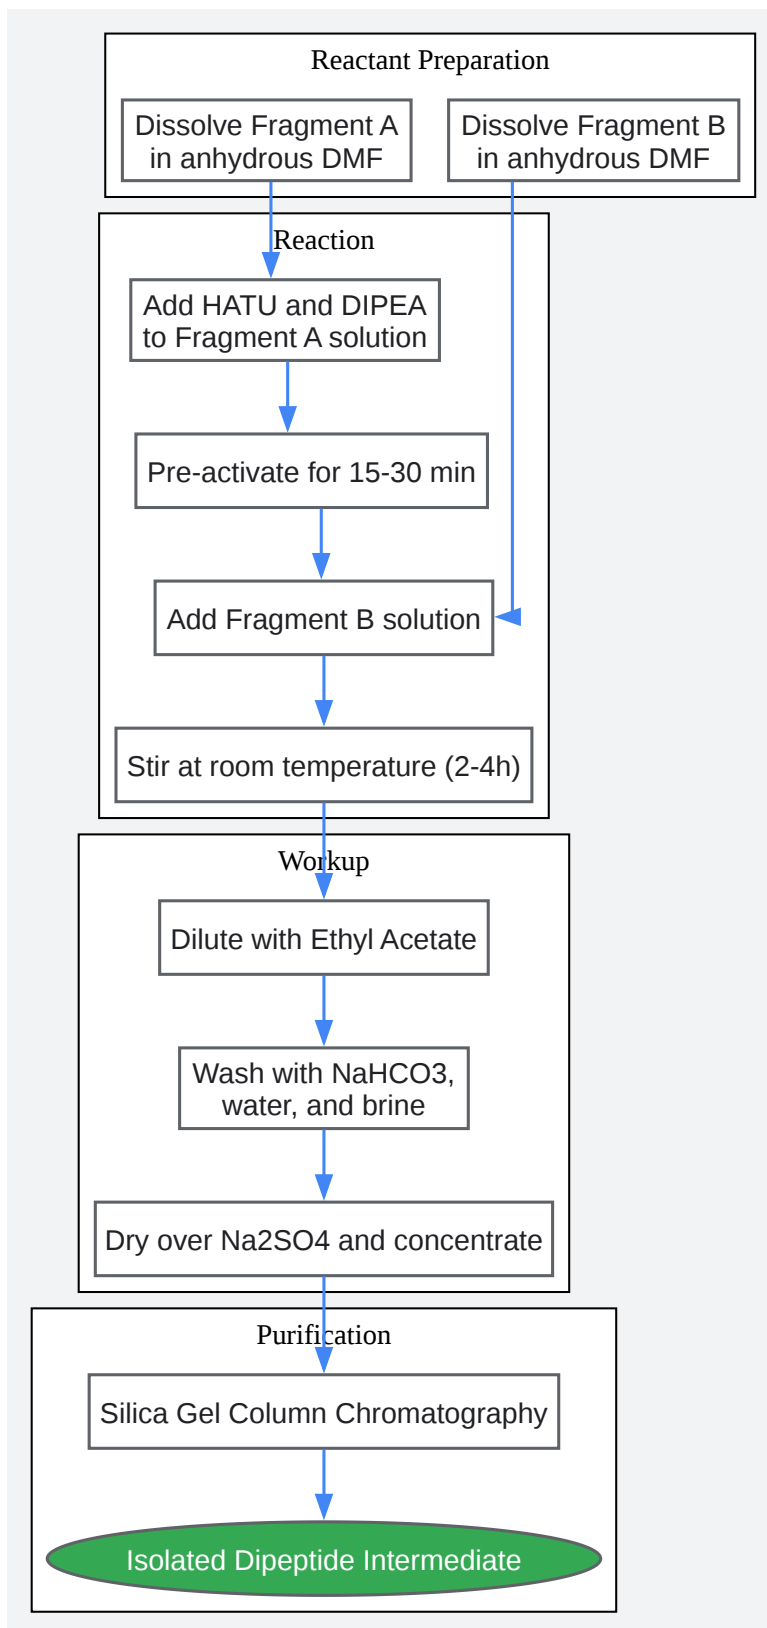 Reactant Preparation
Dissolve Fragment A
in anhydrous DMF
Dissolve Fragment B
in anhydrous DMF
Reaction
Add HATU and DIPEA
to Fragment A solution
Pre-activate for 15-30 min
Add Fragment B solution
Stir at room temperature (2-4h)
Workup
Dilute with Ethyl Acetate
Wash with NaHCO3,
water, and brine
Dry over Na2SO4 and concentrate
Purification
Silica Gel Column Chromatography
Isolated Dipeptide Intermediate